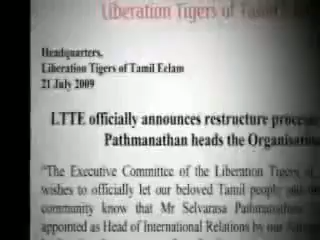 Liberation Tigers of Tamil
Headquarters,
Liberation Tigers of Tamil Eelam
21 July 2009
LTTE officially announces restructure
Pathmanathan heads the
"The Executive Committee of the Liberation Tigers of
wishes to officially let our beloved Tamil people
community know that Mr Selvarasa Pathmanathan
appointed as Head of International Relations by our